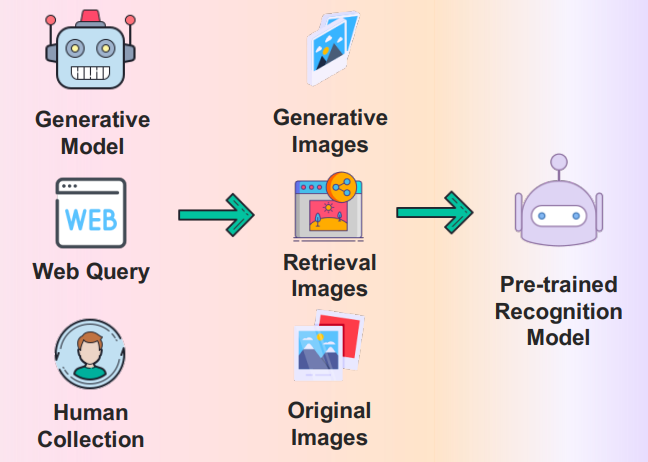 Generative
Model
Generative
Images
WEB
Web Query
Retrieval
Images
Human
Collection
Original
Images
Pre-trained
Recognition
Model